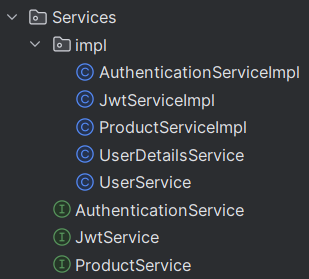 Services
impl
C AuthenticationServiceImpl
C JwtServiceImpl
C ProductServiceImpl
C UserDetailsService
C UserService
I AuthenticationService
I JwtService
I ProductService